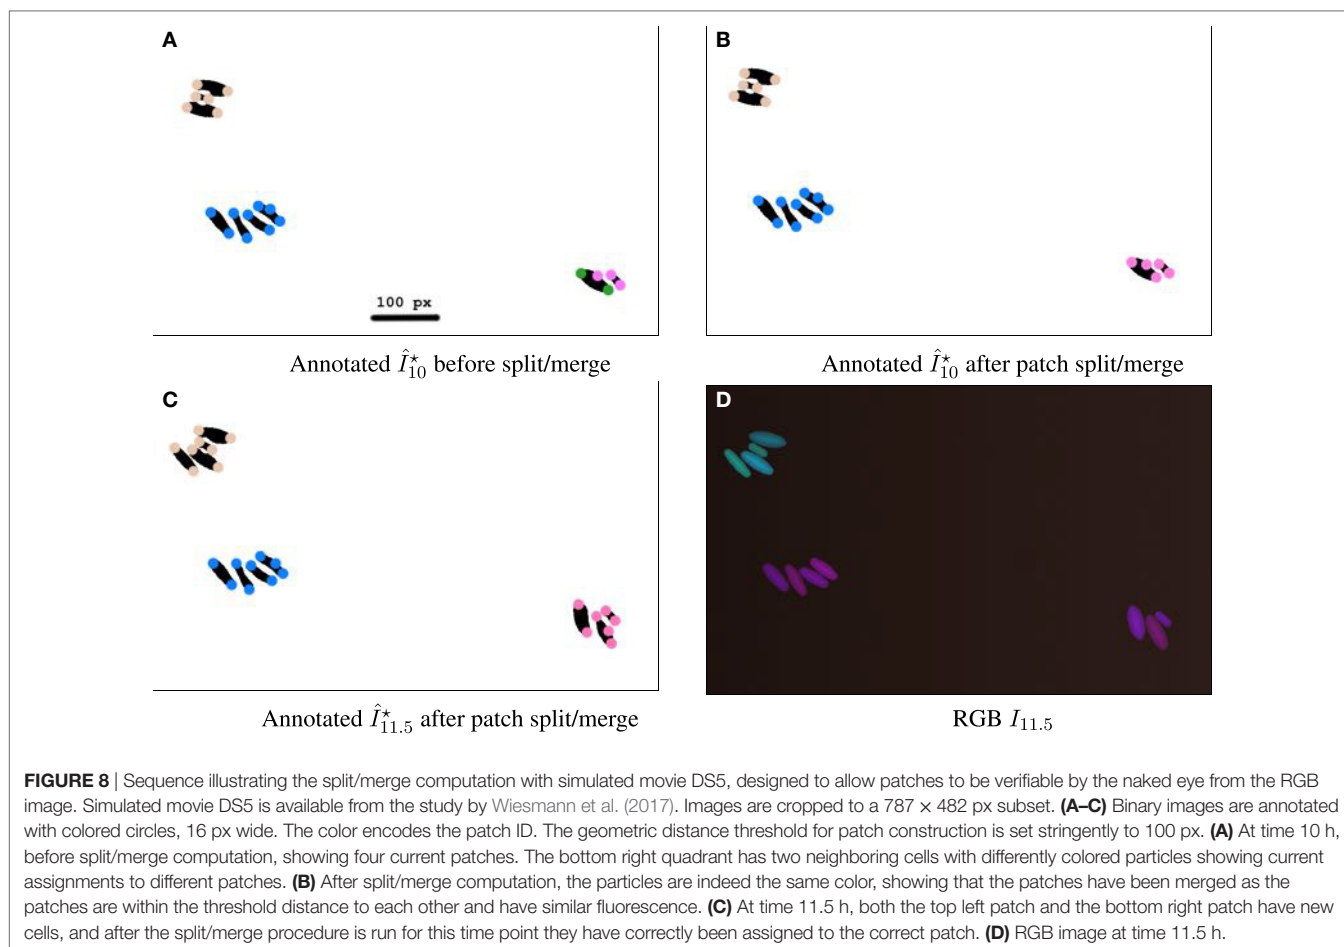 A
B
100 px
Annotated Î⋆10 before split/merge
Annotated Î⋆10 after patch split/merge
C
D
Annotated Î⋆11.5 after patch split/merge
RGB I11.5
FIGURE 8 | Sequence illustrating the split/merge computation with simulated movie DS5, designed to allow patches to be verifiable by the naked eye from the RGB
image. Simulated movie DS5 is available from the study by Wiesmann et al. (2017). Images are cropped to a 787 × 482 px subset. (A–C) Binary images are annotated
with colored circles, 16 px wide. The color encodes the patch ID. The geometric distance threshold for patch construction is set stringently to 100 px. (A) At time 10 h,
before split/merge computation, showing four current patches. The bottom right quadrant has two neighboring cells with differently colored particles showing current
assignments to different patches. (B) After split/merge computation, the particles are indeed the same color, showing that the patches have been merged as the
patches are within the threshold distance to each other and have similar fluorescence. (C) At time 11.5 h, both the top left patch and the bottom right patch have new
cells, and after the split/merge procedure is run for this time point they have correctly been assigned to the correct patch. (D) RGB image at time 11.5 h.